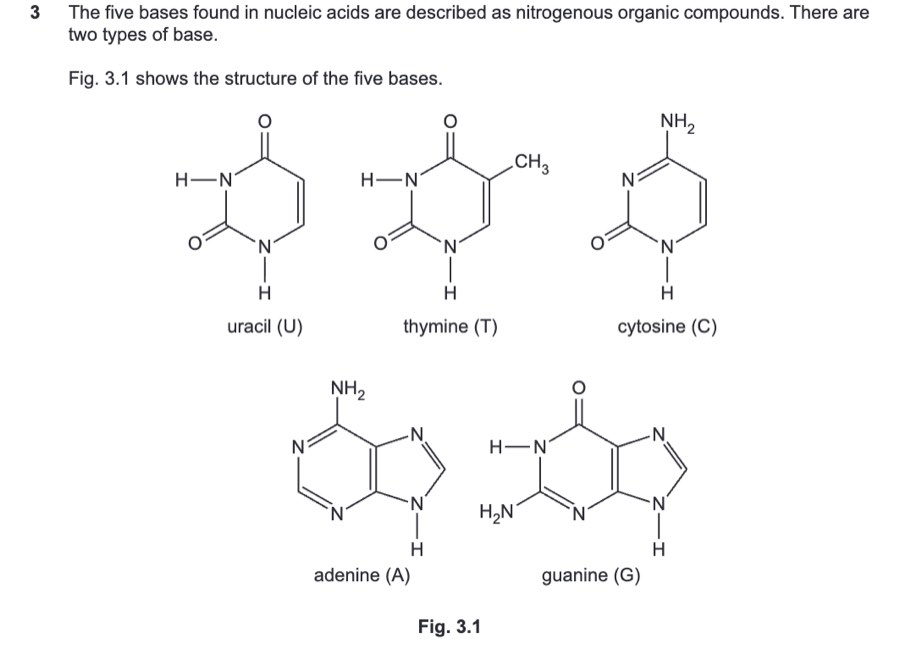 3 The five bases found in nucleic acids are described as nitrogenous organic compounds. There are
two types of base.
Fig. 3.1 shows the structure of the five bases.
O
H—N
O
N
H
uracil (U)
O
CH₃
H—N
O
N
H
thymine (T)
NH₂
N
O
N
H
cytosine (C)
NH₂
N
N
N
N
H
adenine (A)
O
N
H—N
H₂N
N
N
H
guanine (G)
Fig. 3.1